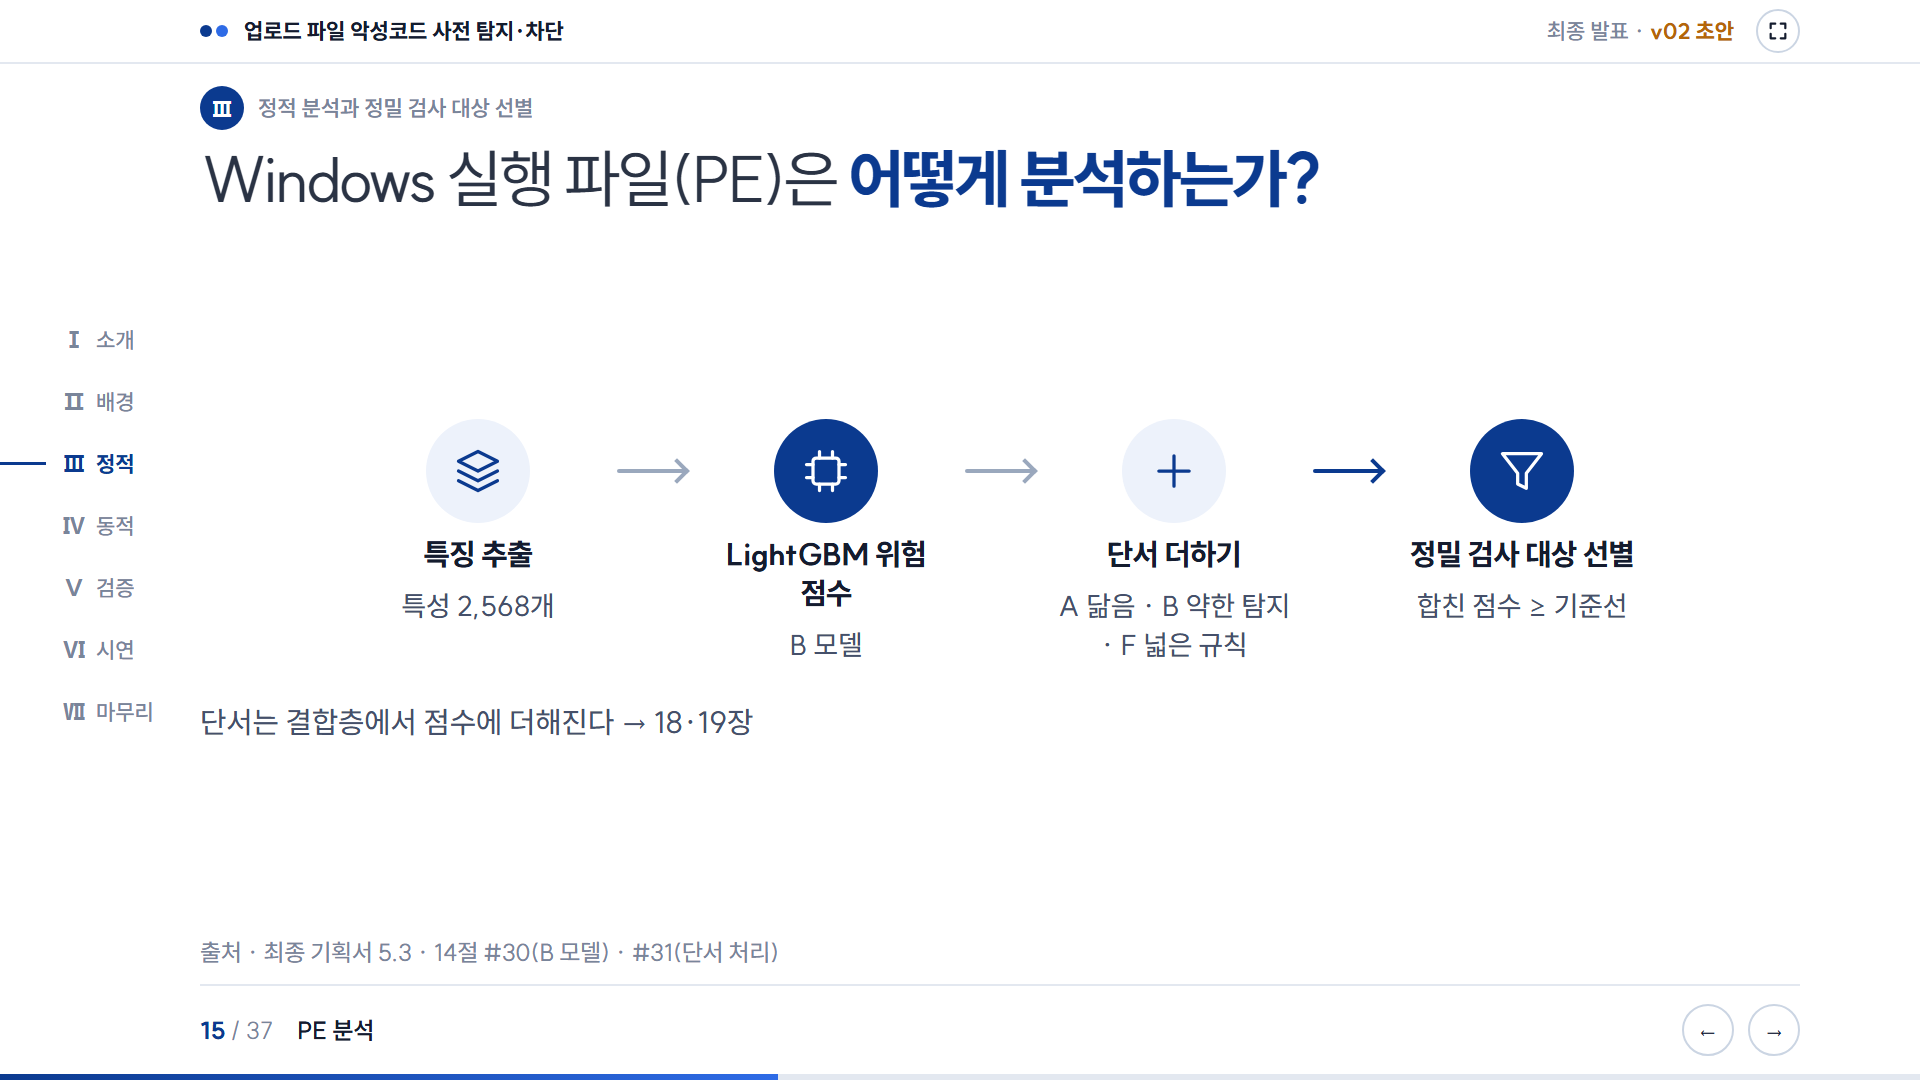 업로드 파일 악성코드 사전 탐지·차단
최종 발표 · v02 초안
Ⅲ 정적 분석과 정밀 검사 대상 선별
Windows 실행 파일(PE)은 어떻게 분석하는가?
Ⅰ 소개
Ⅱ 배경
Ⅲ 정적
Ⅳ 동적
Ⅴ 검증
Ⅵ 시연
Ⅶ 마무리
특징 추출
특성 2,568개
LightGBM 위험
점수
B 모델
단서 더하기
A 닮음 · B 약한 탐지
· F 넓은 규칙
정밀 검사 대상 선별
합친 점수 ≥ 기준선
단서는 결합층에서 점수에 더해진다 → 18·19장
출처 · 최종 기획서 5.3 · 14절 #30(B 모델) · #31(단서 처리)
15 / 37 PE 분석
← →